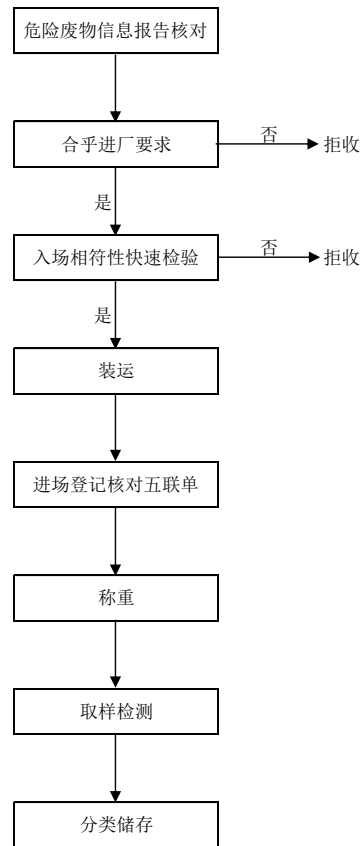 危险废物信息报告核对
合乎进厂要求
否
拒收
是
入场相符性快速检验
否
拒收
是
装运
进场登记核对五联单
称重
取样检测
分类储存